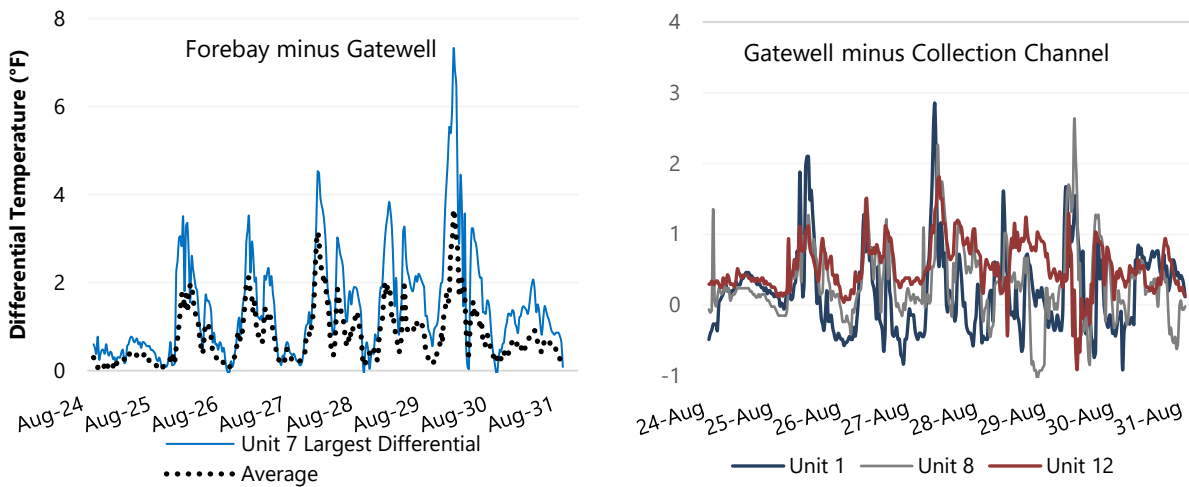 Differential Temperature (°F)
8
6
4
2
0
Forebay minus Gatewell
Aug-24
Aug-25
Aug-26
Aug-27
Aug-28
Aug-29
Aug-30
Aug-31
Unit 7 Largest Differential
Average
4
3
2
1
0
-1
Gatewell minus Collection Channel
24-Aug
25-Aug
26-Aug
27-Aug
28-Aug
29-Aug
30-Aug
31-Aug
Unit 1 Unit 8 Unit 12